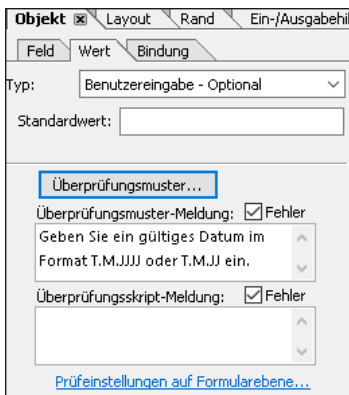 Objekt Layout Rand Ein-/Ausgabehil
Feld Wert Bindung
Typ: Benutzereingabe - Optional
Standardwert:
Überprüfungsmuster...
Überprüfungsmuster-Meldung: Fehler
Geben Sie ein gültiges Datum im
Format T.M.JJJJ oder T.M.JJ ein.
Überprüfungsskript-Meldung: Fehler
Prüfeinstellungen auf Formularebene...